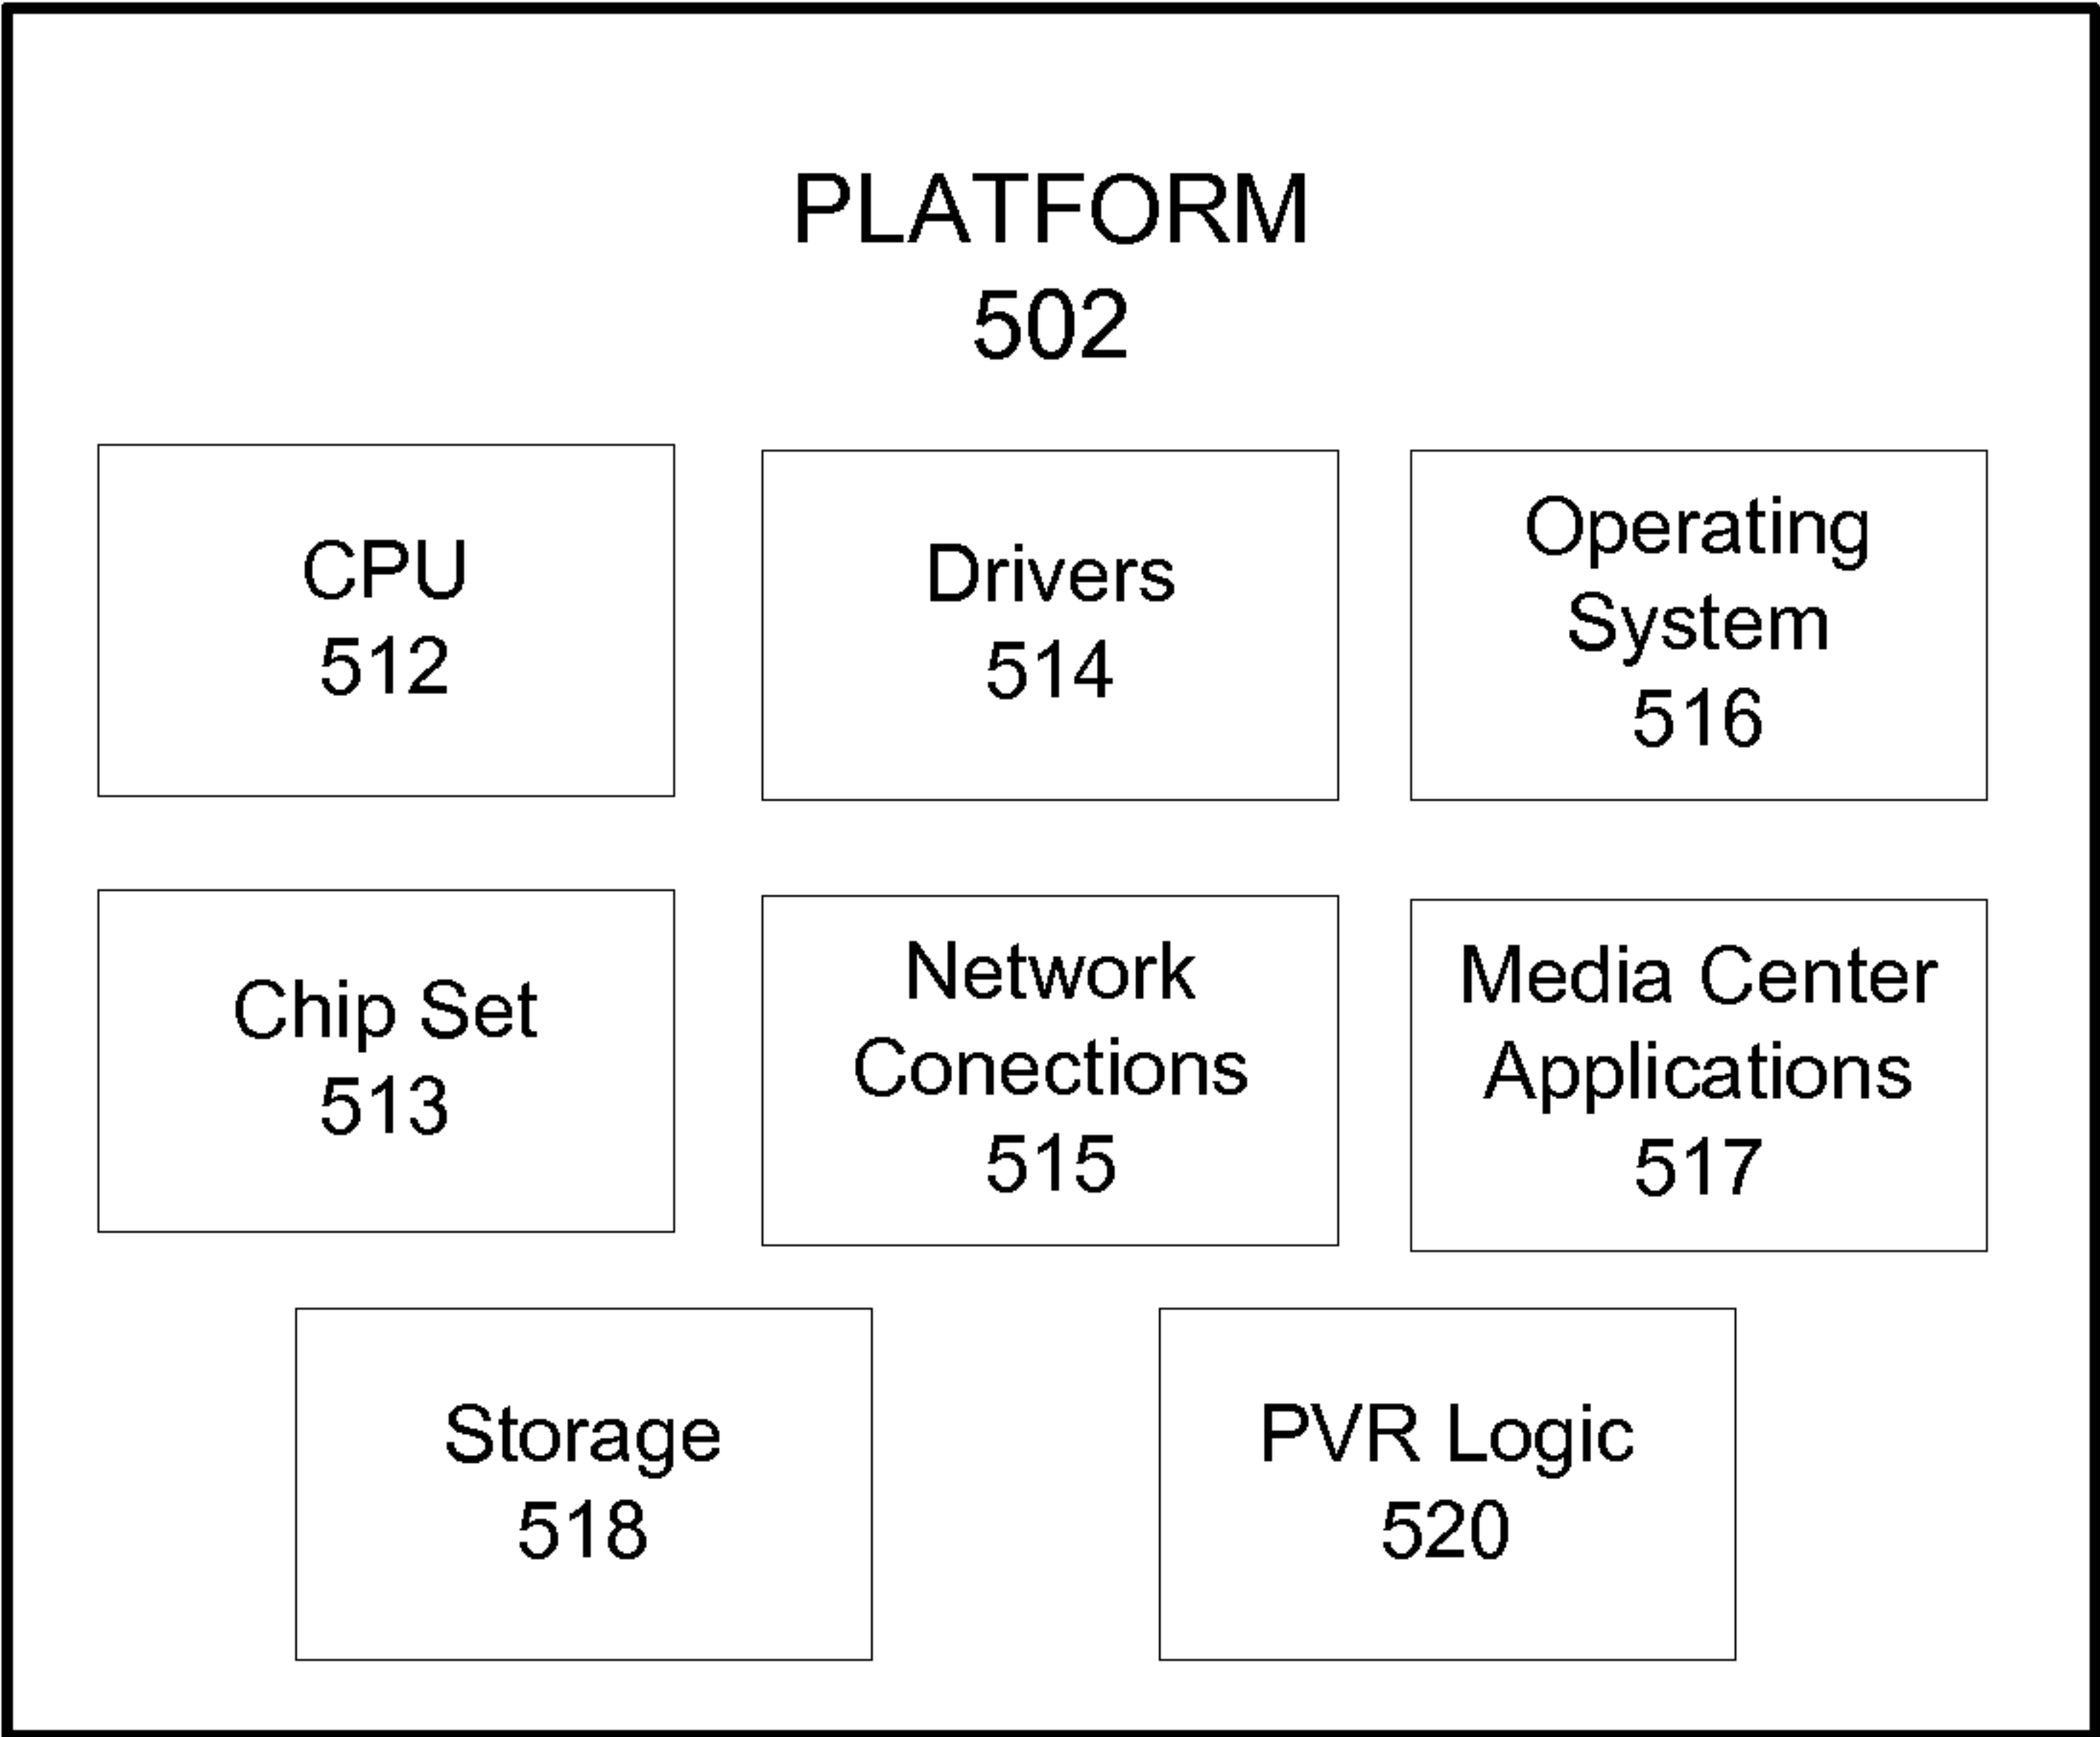 PLATFORM
502
CPU
512
Drivers
514
Operating
System
516
Chip Set
513
Network
Conections
515
Media Center
Applications
517
Storage
518
PVR Logic
520